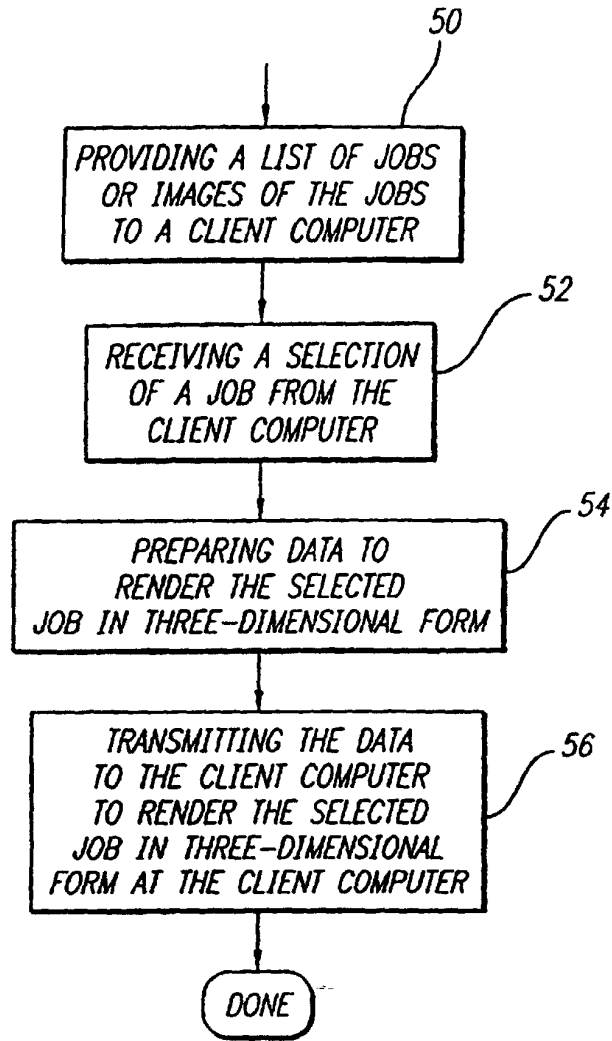 50
PROVIDING A LIST OF JOBS
OR IMAGES OF THE JOBS
TO A CLIENT COMPUTER
52
RECEIVING A SELECTION
OF A JOB FROM THE
CLIENT COMPUTER
54
PREPARING DATA TO
RENDER THE SELECTED
JOB IN THREE-DIMENSIONAL FORM
56
TRANSMITTING THE DATA
TO THE CLIENT COMPUTER
TO RENDER THE SELECTED
JOB IN THREE-DIMENSIONAL
FORM AT THE CLIENT COMPUTER
DONE